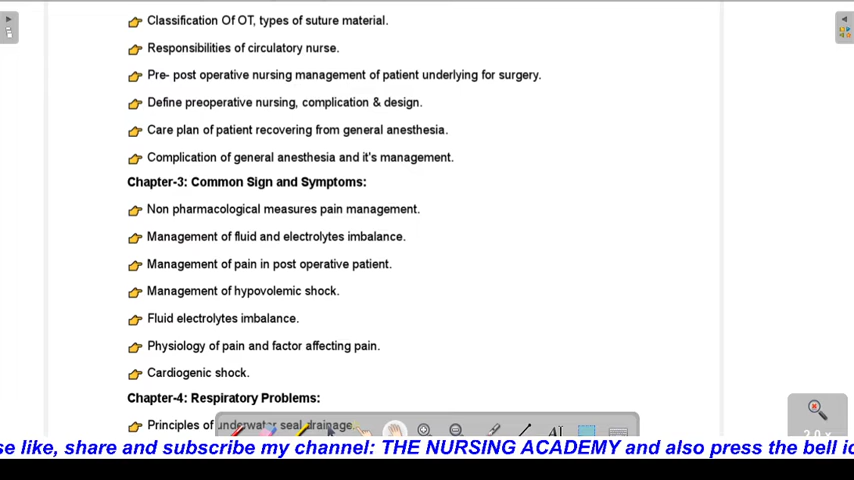 Classification Of OT, types of suture material.
Responsibilities of circulatory nurse.
Pre- post operative nursing management of patient underlying for surgery.
Define preoperative nursing, complication & design.
Care plan of patient recovering from general anesthesia.
Complication of general anesthesia and it's management.
Chapter-3: Common Sign and Symptoms:
Non pharmacological measures pain management.
Management of fluid and electrolytes imbalance.
Management of pain in post operative patient.
Management of hypovolemic shock.
Fluid electrolytes imbalance.
Physiology of pain and factor affecting pain.
Cardiogenic shock.
Chapter-4: Respiratory Problems:
Principles of underwater seal drainage.
se like, share and subscribe my channel: THE NURSING ACADEMY and also press the bell ic